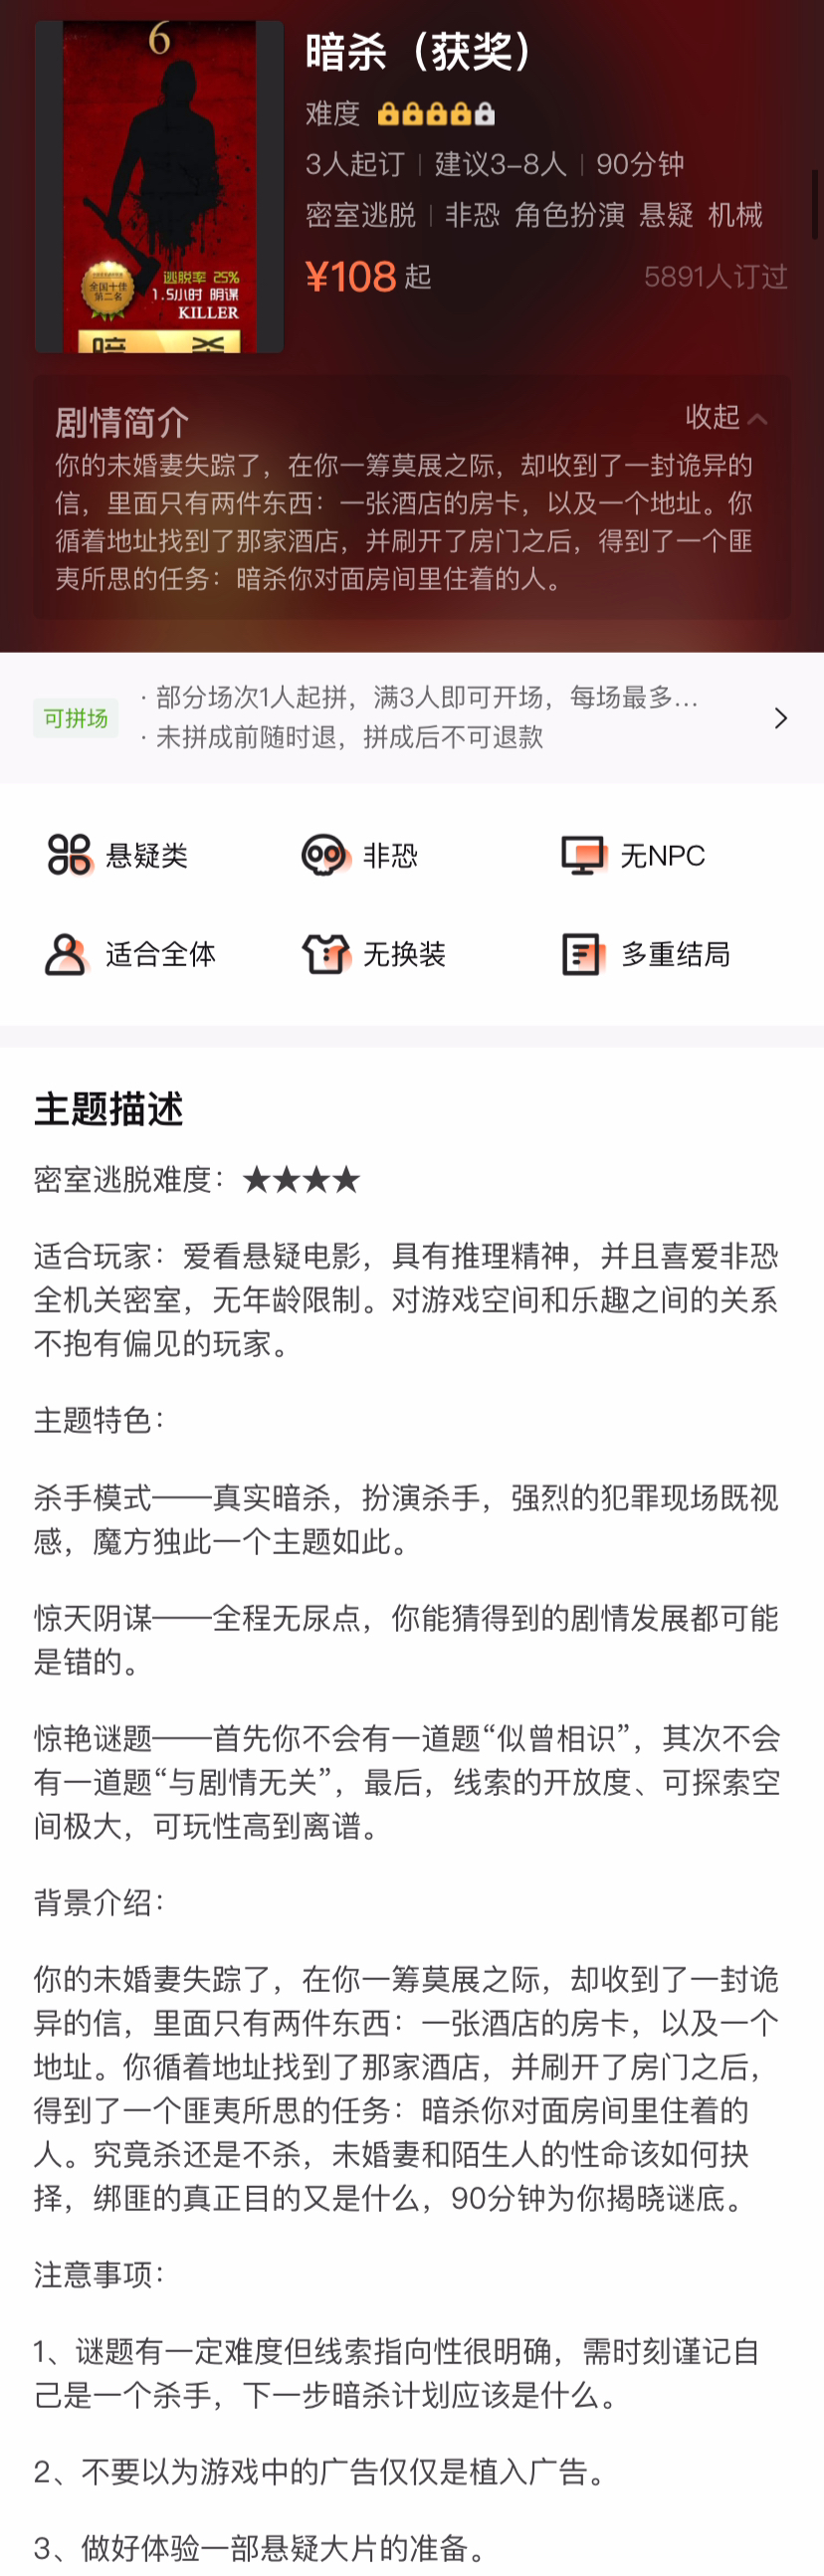 6
全国十佳
第二名
逃脱率 25%
1.5小时 阴谋
KILLER
暗杀（获奖）
难度
3人起订 | 建议3-8人 | 90分钟
密室逃脱 | 非恐 角色扮演 悬疑 机械
¥108 起
5891人订过
剧情简介
收起
你的未婚妻失踪了，在你一筹莫展之际，却收到了一封诡异的
信，里面只有两件东西：一张酒店的房卡，以及一个地址。你
循着地址找到了那家酒店，并刷开了房门之后，得到了一个匪
夷所思的任务：暗杀你对面房间里住着的人。
可拼场
· 部分场次1人起拼，满3人即可开场，每场最多...
· 未拼成前随时退，拼成后不可退款
悬疑类
非恐
无NPC
适合全体
无换装
多重结局
主题描述
密室逃脱难度：★★★★
适合玩家：爱看悬疑电影，具有推理精神，并且喜爱非恐
全机关密室，无年龄限制。对游戏空间和乐趣之间的关系
不抱有偏见的玩家。
主题特色：
杀手模式——真实暗杀，扮演杀手，强烈的犯罪现场既视
感，魔方独此一个主题如此。
惊天阴谋——全程无尿点，你能猜得到的剧情发展都可能
是错的。
惊艳谜题——首先你不会有一道题“似曾相识”，其次不会
有一道题“与剧情无关”，最后，线索的开放度、可探索空
间极大，可玩性高到离谱。
背景介绍：
你的未婚妻失踪了，在你一筹莫展之际，却收到了一封诡
异的信，里面只有两件东西：一张酒店的房卡，以及一个
地址。你循着地址找到了那家酒店，并刷开了房门之后，
得到了一个匪夷所思的任务：暗杀你对面房间里住着的
人。究竟杀还是不杀，未婚妻和陌生人的性命该如何抉
择，绑匪的真正目的又是什么，90分钟为你揭晓谜底。
注意事项：
1、谜题有一定难度但线索指向性很明确，需时刻谨记自
己是一个杀手，下一步暗杀计划应该是什么。
2、不要以为游戏中的广告仅仅是植入广告。
3、做好体验一部悬疑大片的准备。